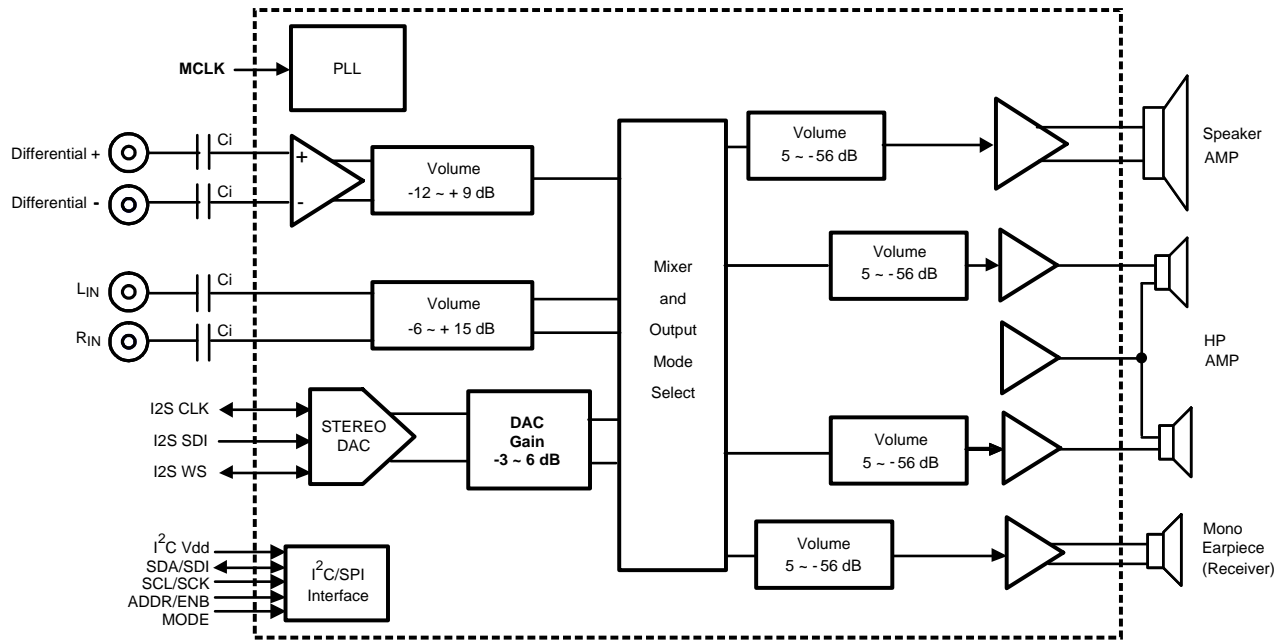 MCLK
PLL
Differential +
Ci
+
Volume
-12 ~ + 9 dB
Differential -
Ci
-
LIN
Ci
Volume
-6 ~ + 15 dB
RIN
Ci
I2S CLK
I2S SDI
I2S WS
STEREO
DAC
DAC
Gain
-3 ~ 6 dB
I²C Vdd
SDA/SDI
SCL/SCK
ADDR/ENB
MODE
I²C/SPI
Interface
Mixer
and
Output
Mode
Select
Volume
5 ~ -56 dB
Speaker
AMP
Volume
5 ~ -56 dB
HP
AMP
Volume
5 ~ -56 dB
Volume
5 ~ -56 dB
Mono
Earpiece
(Receiver)